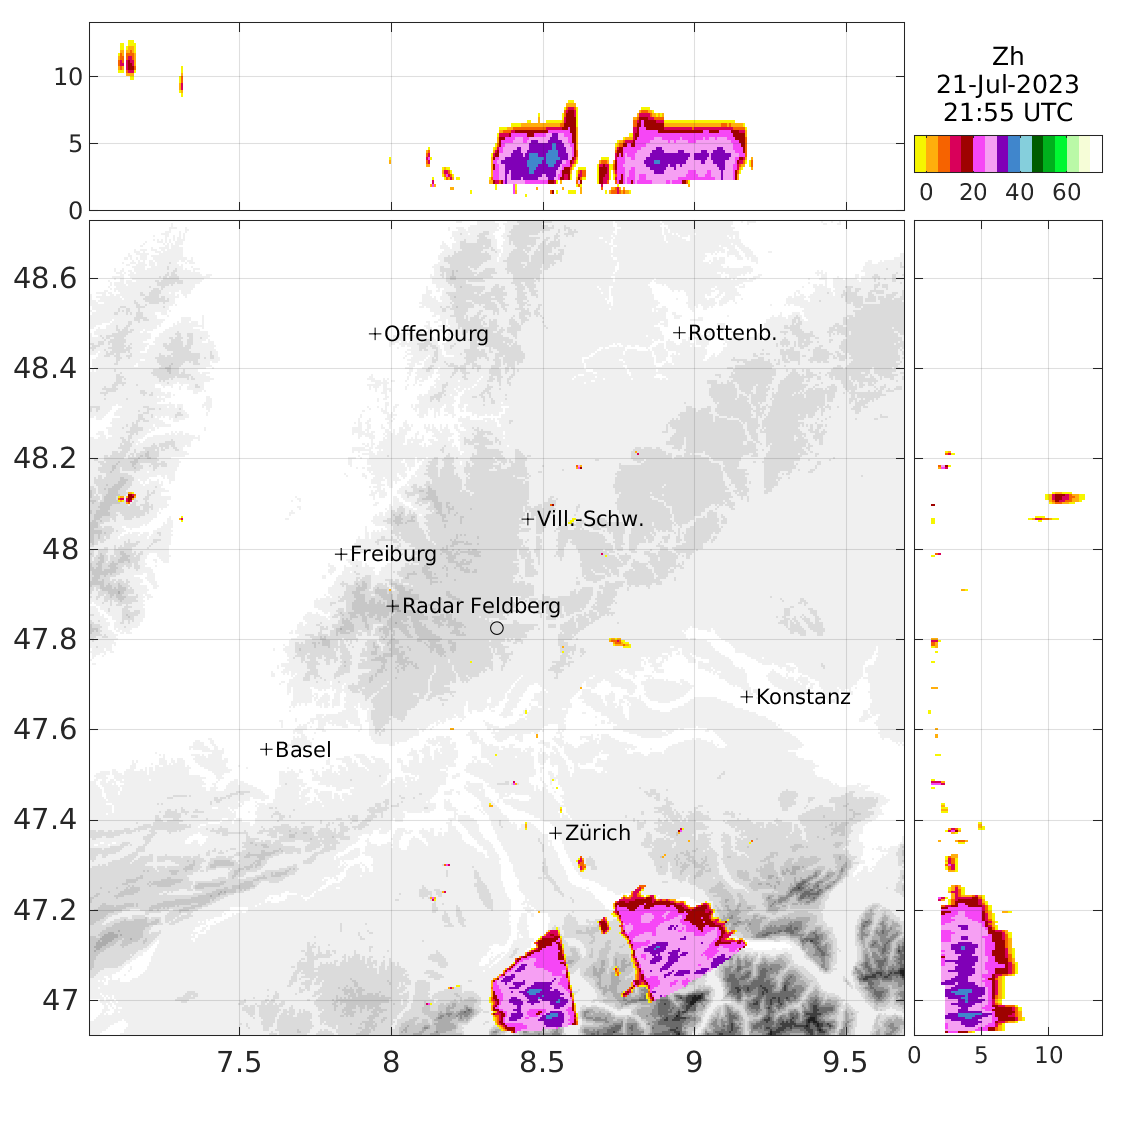 10
5
0
Zh
21-Jul-2023
21:55 UTC
0 20 40 60
48.6
48.4
48.2
48
47.8
47.6
47.4
47.2
47
+Offenburg
+Rottenb.
+Vill.-Schw.
+Freiburg
+Radar Feldberg
+Konstanz
+Basel
+Zürich
7.5 8 8.5 9 9.5
0 5 10